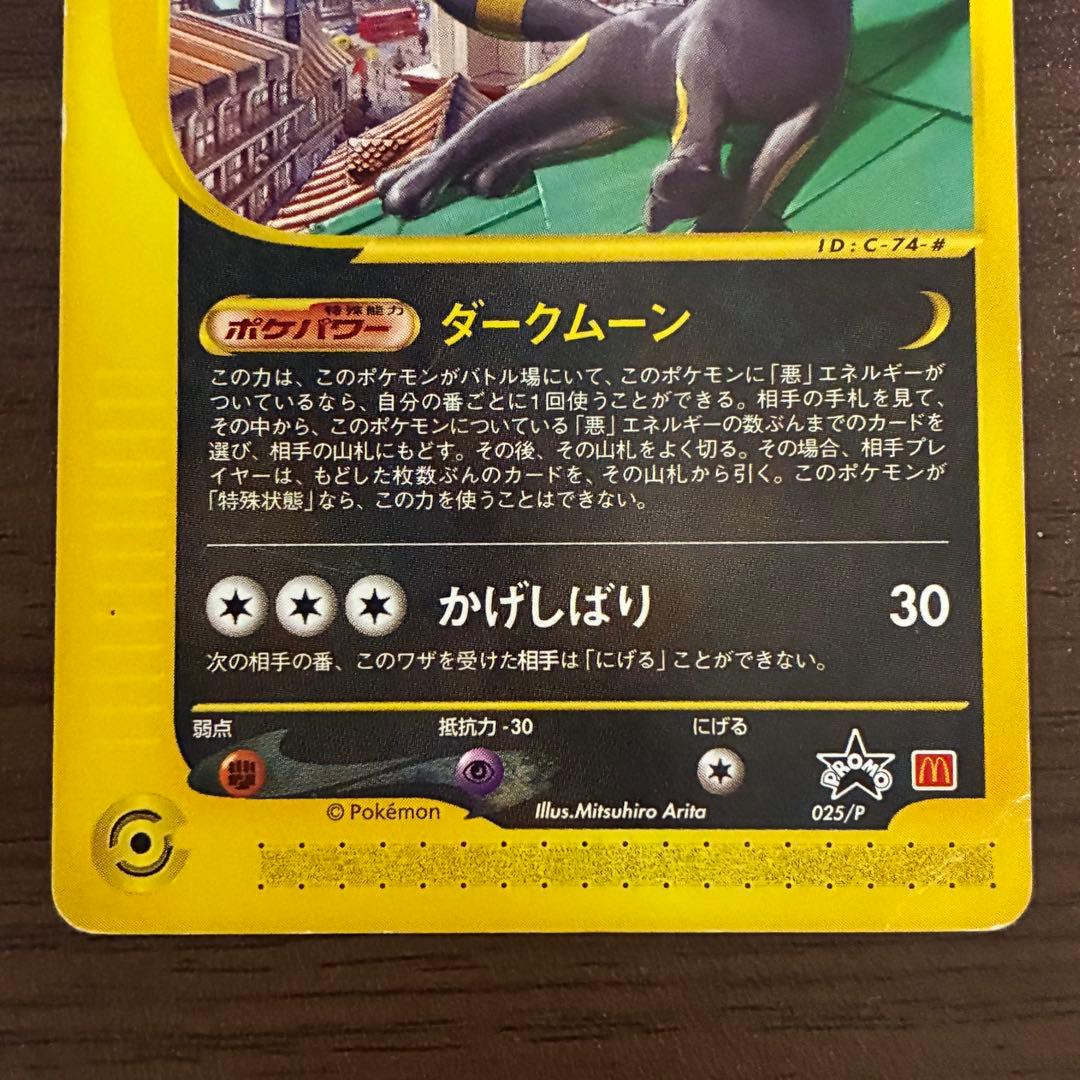 ID:C-74-#
特殊能力
ポケパワー ダークムーン
この力は、このポケモンがバトル場にいて、このポケモンに「悪」エネルギーが
ついているなら、自分の番ごとに1回使うことができる。相手の手札を見て、
その中から、このポケモンについている「悪」エネルギーの数ぶんまでのカードを
選び、相手の山札にもどす。その後、その山札をよく切る。その場合、相手プレ
イヤーは、もどした枚数ぶんのカードを、その山札から引く。このポケモンが
「特殊状態」なら、この力を使うことはできない。
かげしばり 30
次の相手の番、このワザを受けた相手は「にげる」ことができない。
弱点 抵抗力 -30 にげる
PROMO
© Pokémon Illus.Mitsuhiro Arita 025/P